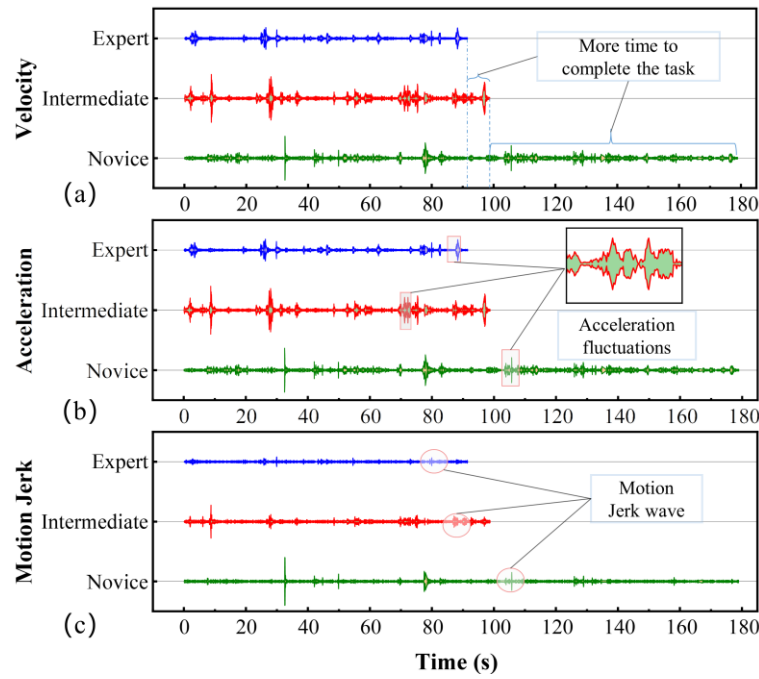 Velocity
Expert
Intermediate
Novice
More time to
complete the task
(a)
0 20 40 60 80 100 120 140 160 180
Acceleration
Expert
Intermediate
Novice
Acceleration
fluctuations
(b)
0 20 40 60 80 100 120 140 160 180
Motion Jerk
Expert
Intermediate
Novice
Motion
Jerk wave
(c)
0 20 40 60 80 100 120 140 160 180
Time (s)